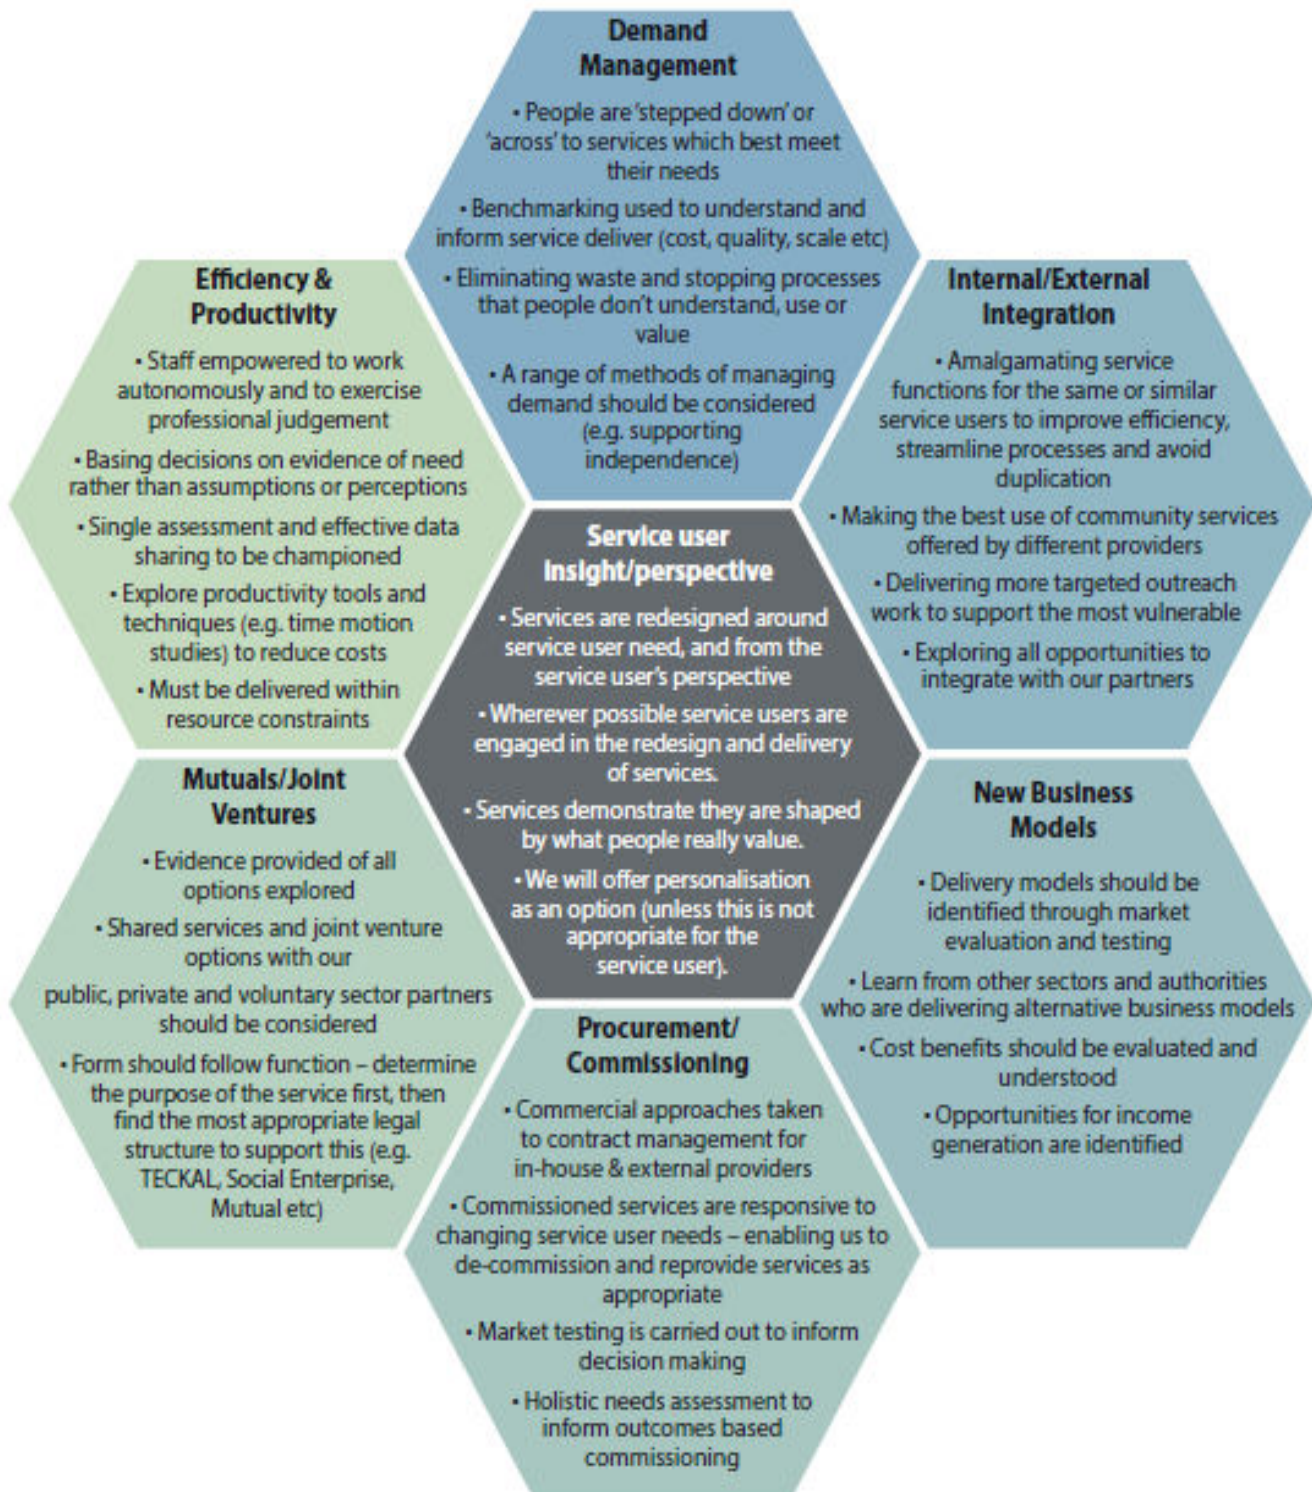 Demand
Management
• People are ‘stepped down’ or
‘across’ to services which best meet
their needs
• Benchmarking used to understand and
inform service deliver (cost, quality, scale etc)
• Eliminating waste and stopping processes
that people don’t understand, use or
value
• A range of methods of managing
demand should be considered
(e.g. supporting
independence)
Efficiency &
Productivity
• Staff empowered to work
autonomously and to exercise
professional judgement
• Basing decisions on evidence of need
rather than assumptions or perceptions
• Single assessment and effective data
sharing to be championed
• Explore productivity tools and
techniques (e.g. time motion
studies) to reduce costs
• Must be delivered within
resource constraints
Internal/External
Integration
• Amalgamating service
functions for the same or similar
service users to improve efficiency,
streamline processes and avoid
duplication
• Making the best use of community services
offered by different providers
• Delivering more targeted outreach
work to support the most vulnerable
• Exploring all opportunities to
integrate with our partners
Service user
insight/perspective
• Services are redesigned around
service user need, and from the
service user’s perspective
• Wherever possible service users are
engaged in the redesign and delivery
of services.
• Services demonstrate they are shaped
by what people really value.
• We will offer personalisation
as an option (unless this is not
appropriate for the
service user).
Mutuals/Joint
Ventures
• Evidence provided of all
options explored
• Shared services and joint venture
options with our
public, private and voluntary sector partners
should be considered
• Form should follow function – determine
the purpose of the service first, then
find the most appropriate legal
structure to support this (e.g.
TECKAL, Social Enterprise,
Mutual etc)
New Business
Models
• Delivery models should be
identified through market
evaluation and testing
• Learn from other sectors and authorities
who are delivering alternative business models
• Cost benefits should be evaluated and
understood
• Opportunities for income
generation are identified
Procurement/
Commissioning
• Commercial approaches taken
to contract management for
in-house & external providers
• Commissioned services are responsive to
changing service user needs – enabling us to
de-commission and reprovide services as
appropriate
• Market testing is carried out to inform
decision making
• Holistic needs assessment to
inform outcomes based
commissioning